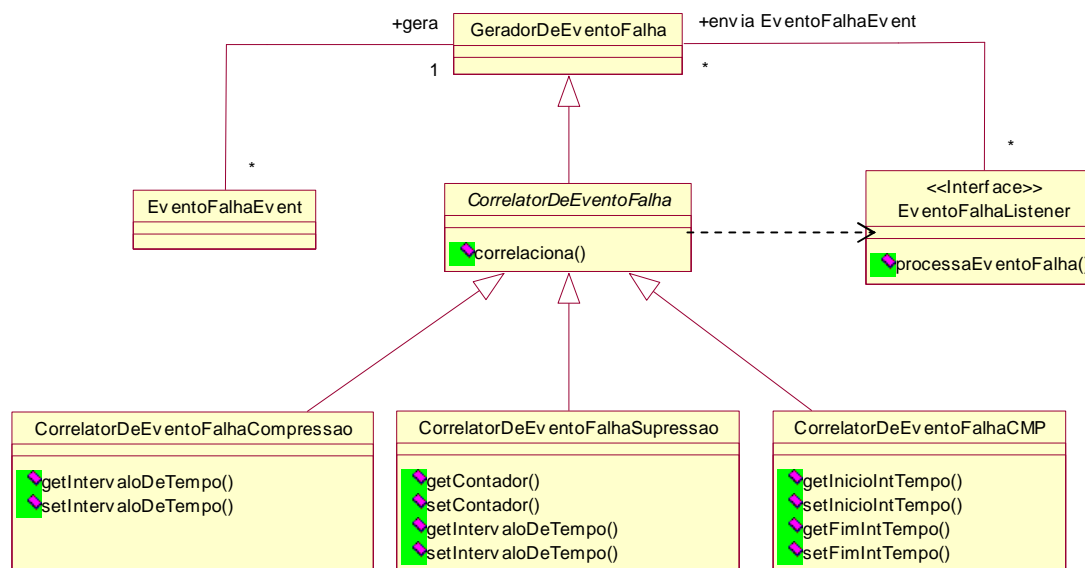 +gera
GeradorDeEventoFalha
+envia EventoFalhaEvent
1
*
*
*
EventoFalhaEvent
CorrelatorDeEventoFalha
correlaciona()
<<Interface>>
EventoFalhaListener
processaEventoFalha()
CorrelatorDeEventoFalhaCompressao
getIntervaloDeTempo()
setIntervaloDeTempo()
CorrelatorDeEventoFalhaSupressao
getContador()
setContador()
getIntervaloDeTempo()
setIntervaloDeTempo()
CorrelatorDeEventoFalhaCMP
getInicioIntTempo()
setInicioIntTempo()
getFimIntTempo()
setFimIntTempo()